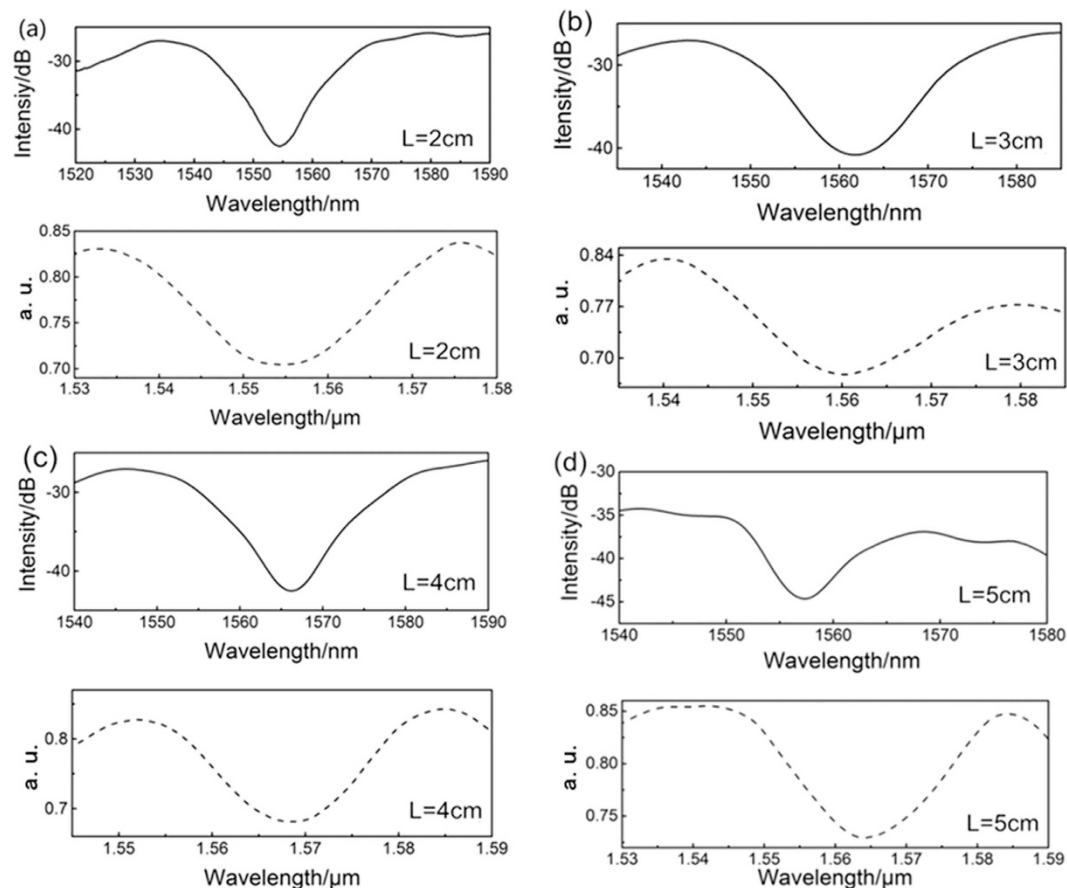 (a)
Intensiy/dB
-30
-40
L=2cm
1520 1530 1540 1550 1560 1570 1580 1590
Wavelength/nm
0.85
0.80
0.75
0.70
a. u.
L=2cm
1.53 1.54 1.55 1.56 1.57 1.58
Wavelength/μm
(b)
Itensity/dB
-30
-40
L=3cm
1540 1550 1560 1570 1580
Wavelength/nm
0.84
0.77
0.70
a. u.
L=3cm
1.54 1.55 1.56 1.57 1.58
Wavelength/μm
(c)
Intensity/dB
-30
-40
L=4cm
1540 1550 1560 1570 1580 1590
Wavelength/nm
0.8
0.7
a. u.
L=4cm
1.55 1.56 1.57 1.58 1.59
Wavelength/μm
(d)
Intensity/dB
-30
-35
-40
-45
L=5cm
1540 1550 1560 1570 1580
Wavelength/nm
0.85
0.80
0.75
a. u.
L=5cm
1.53 1.54 1.55 1.56 1.57 1.58 1.59
Wavelength/μm